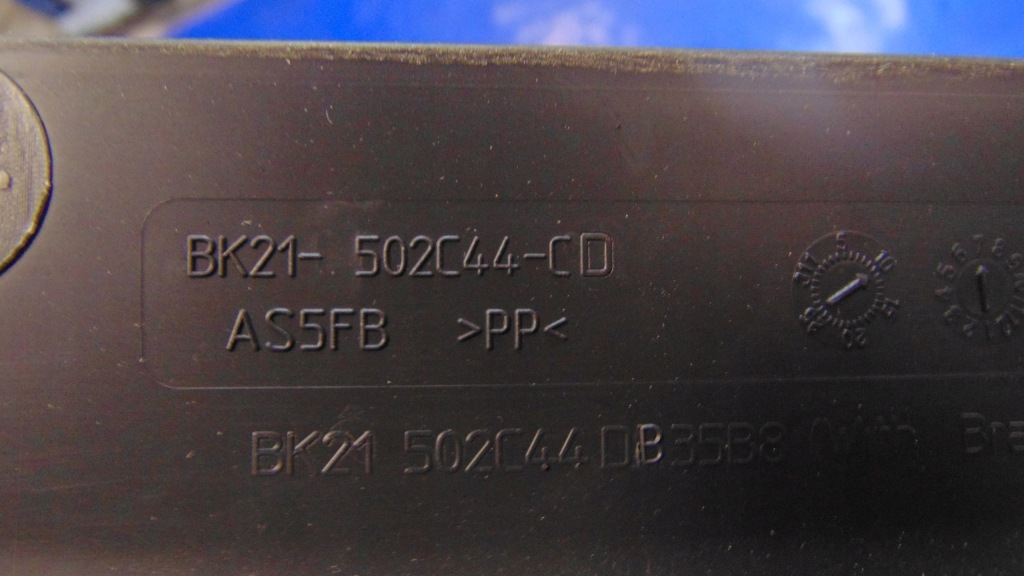 BK21- 502C44-CD
AS5FB >PP<
BK21 502C44 DB35B8